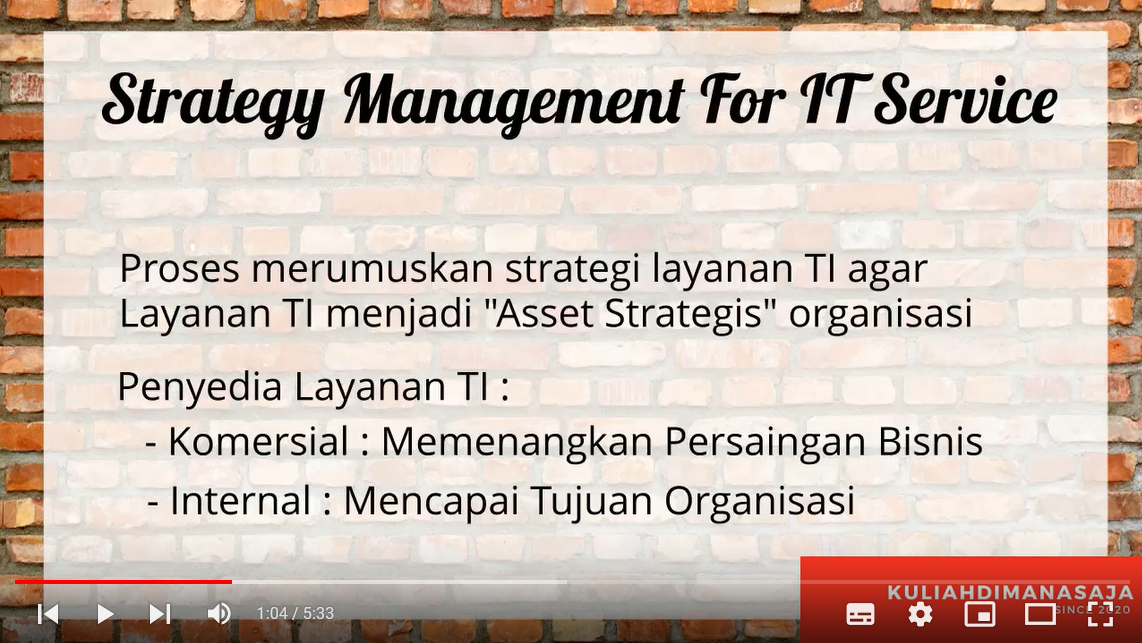 Strategy Management For IT Service
Proses merumuskan strategi layanan TI agar
Layanan TI menjadi "Asset Strategis" organisasi
Penyedia Layanan TI :
- Komersial : Memenangkan Persaingan Bisnis
- Internal : Mencapai Tujuan Organisasi
KULIAHDIMANASAJA
SINCE 2020
1:04 / 5:33